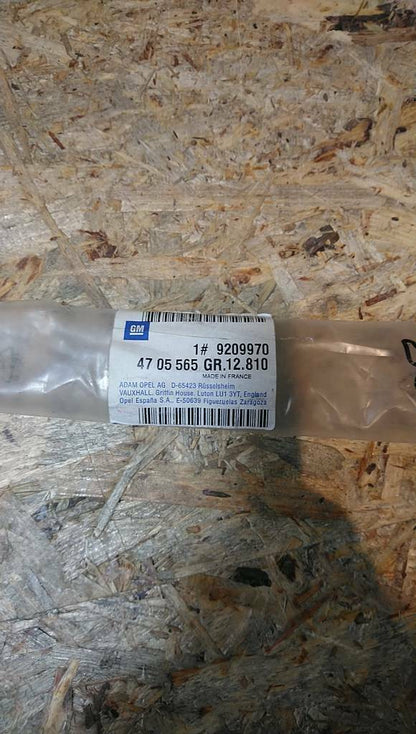 GM
1# 9209970
47 05 565 GR.12.810
MADE IN FRANCE
ADAM OPEL AG. D-65423 Rüsselsheim
VAUXHALL. Griffin House. Luton LU1 3YT, England
Opel España S.A.. E-50639 Figueruelas Zaragoza